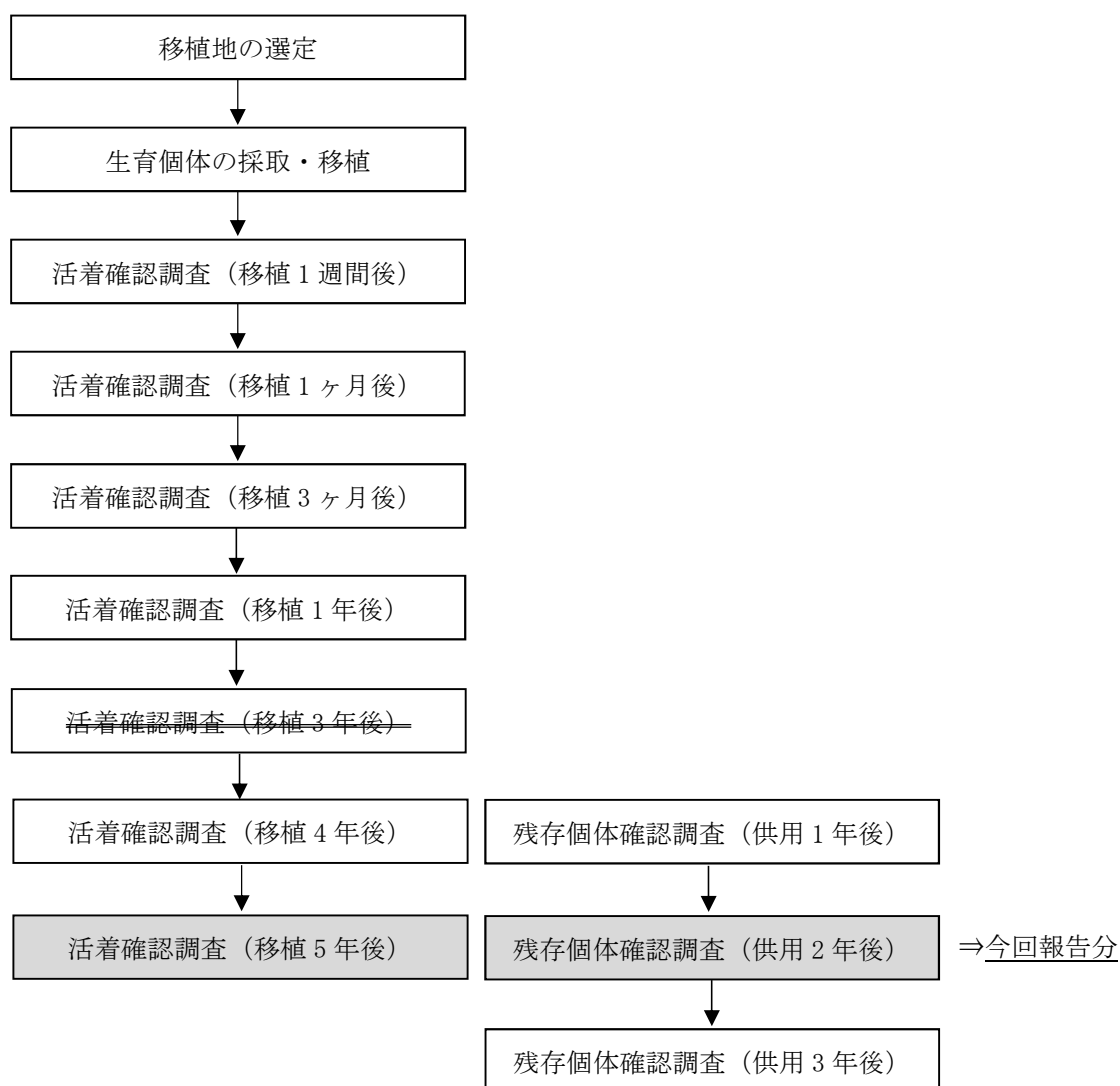 移植地の選定
生育個体の採取・移植
活着確認調査（移植 1 週間後）
活着確認調査（移植 1 ヶ月後）
活着確認調査（移植 3 ヶ月後）
活着確認調査（移植 1 年後）
活着確認調査（移植 3 年後）
活着確認調査（移植 4 年後）
残存個体確認調査（供用 1 年後）
活着確認調査（移植 5 年後）
残存個体確認調査（供用 2 年後）
⇒今回報告分
残存個体確認調査（供用 3 年後）